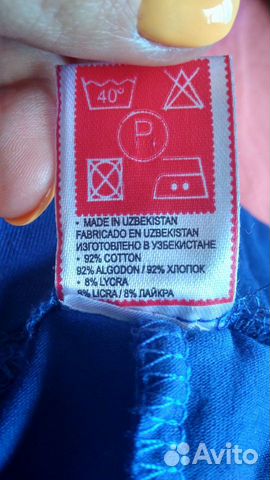 40°
P
• MADE IN UZBEKISTAN
FABRICADO EN UZBEKISTAN
ИЗГОТОВЛЕНО В УЗБЕКИСТАНЕ
• 92% COTTON
92% ALGODON / 92% ХЛОПОК
• 8% LYCRA
8% LICRA / 8% ЛАЙКРА
Avito